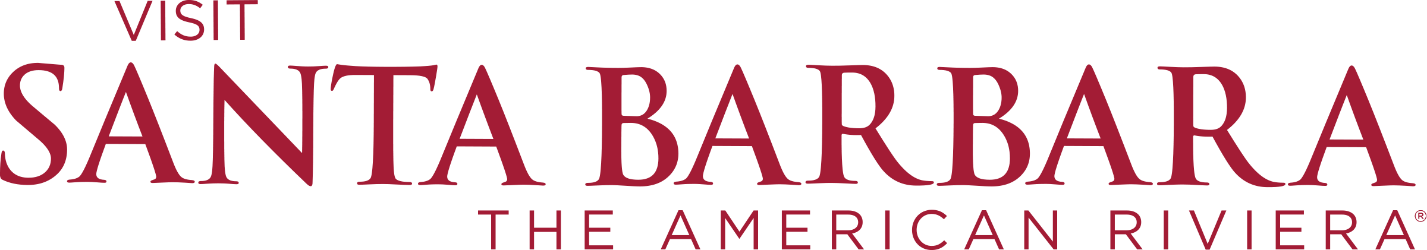 VISIT
SANTA BARBARA
THE AMERICAN RIVIERA®